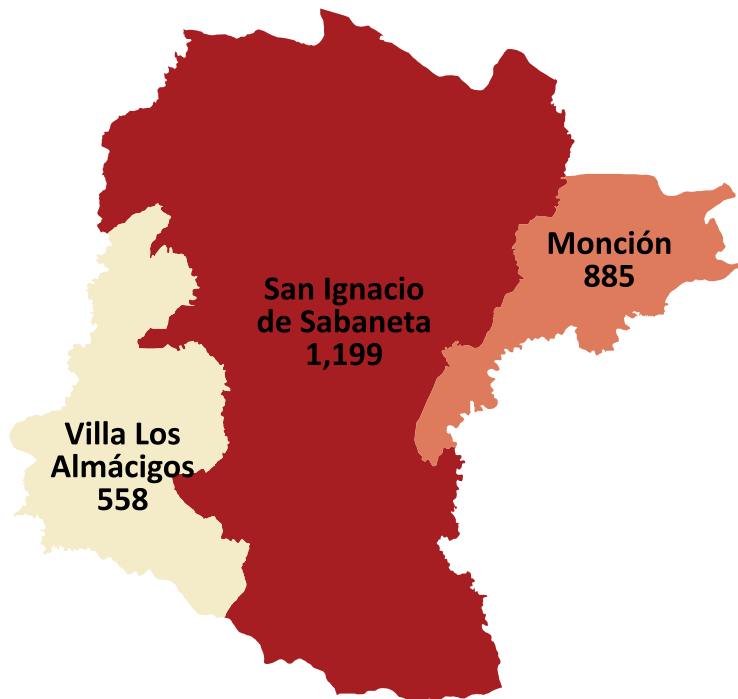 Monción
885
San Ignacio
de Sabaneta
1,199
Villa Los
Almácigos
558